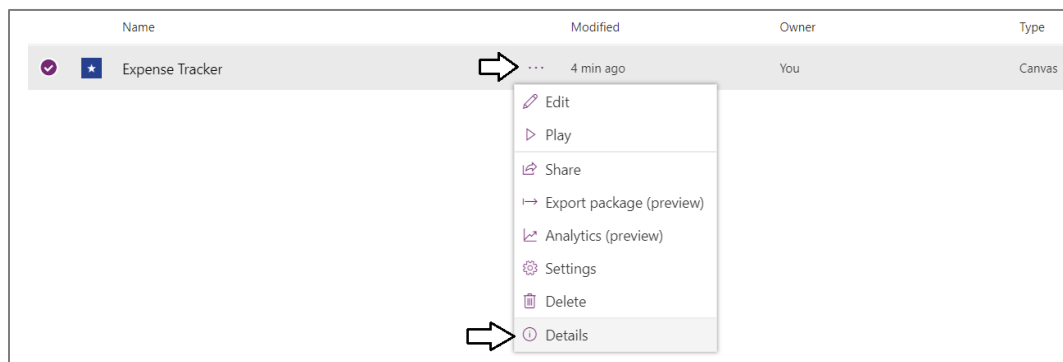 Name Modified Owner Type
Expense Tracker ... 4 min ago You Canvas
Edit
Play
Share
Export package (preview)
Analytics (preview)
Settings
Delete
Details